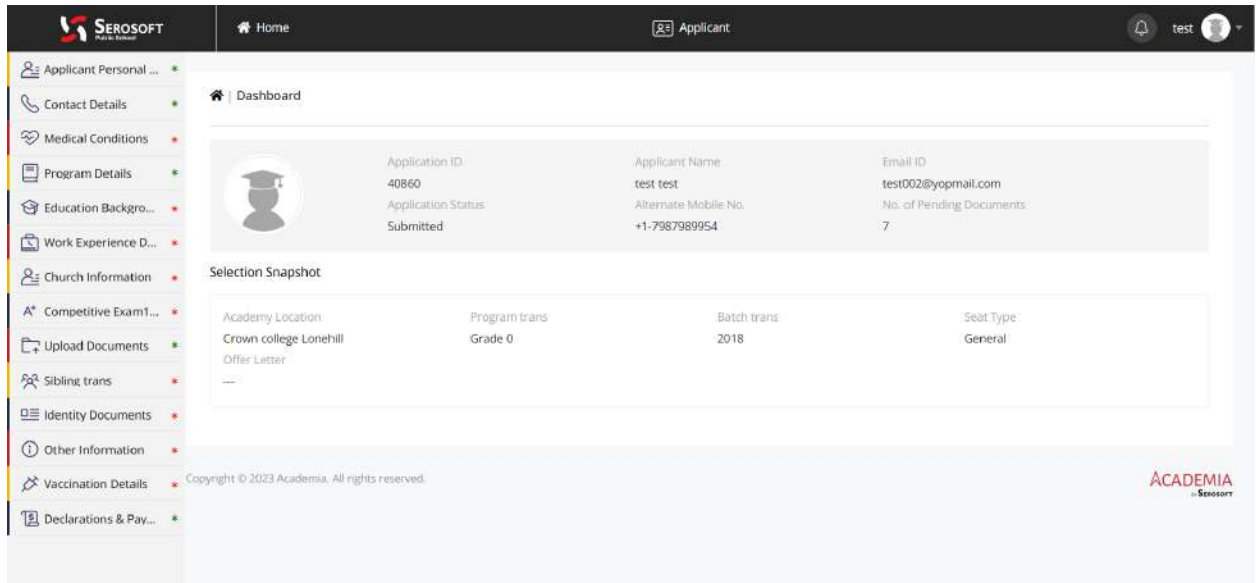 SEROSOFT
Public School
Home
Applicant
test
Applicant Personal ... *
Contact Details *
Medical Conditions *
Program Details *
Education Backgro... *
Work Experience D... *
Church Information *
A+ Competitive Exam1... *
Upload Documents *
Sibling trans *
Identity Documents *
Other Information *
Vaccination Details *
Declarations & Pay... *
| Dashboard
Application ID Applicant Name Email ID
40860 test test test002@yopmail.com
Application Status Alternate Mobile No. No. of Pending Documents
Submitted +1-7987989954 7
Selection Snapshot
Academy Location Program trans Batch trans Seat Type
Crown college Lonehill Grade 0 2018 General
Offer Letter
---
Copyright © 2023 Academia. All rights reserved.
ACADEMIA
by SEROSOFT